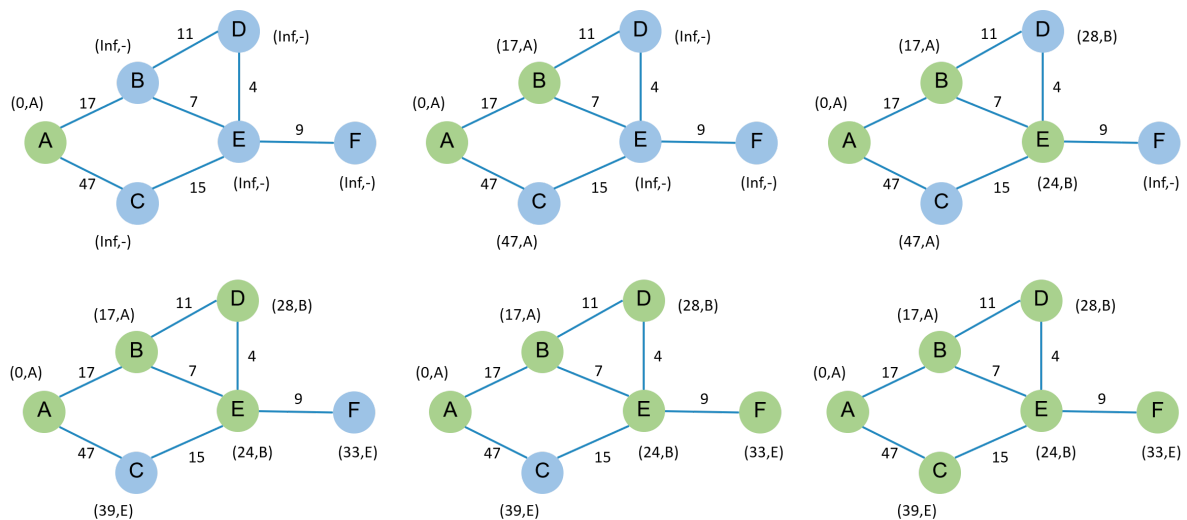 D
11
(Inf,-)
(Inf,-)
B
17
7
4
(0,A)
A
E
9
F
47
15
(Inf,-)
(Inf,-)
C
(Inf,-)
D
11
(Inf,-)
(17,A)
B
17
7
4
(0,A)
A
E
9
F
47
15
(Inf,-)
(Inf,-)
C
(47,A)
D
11
(28,B)
(17,A)
B
17
7
4
(0,A)
A
E
9
F
47
15
(24,B)
(Inf,-)
C
(47,A)
D
11
(28,B)
(17,A)
B
17
7
4
(0,A)
A
E
9
F
47
15
(24,B)
(33,E)
C
(39,E)
D
11
(28,B)
(17,A)
B
17
7
4
(0,A)
A
E
9
F
47
15
(24,B)
(33,E)
C
(39,E)
D
11
(28,B)
(17,A)
B
17
7
4
(0,A)
A
E
9
F
47
15
(24,B)
(33,E)
C
(39,E)